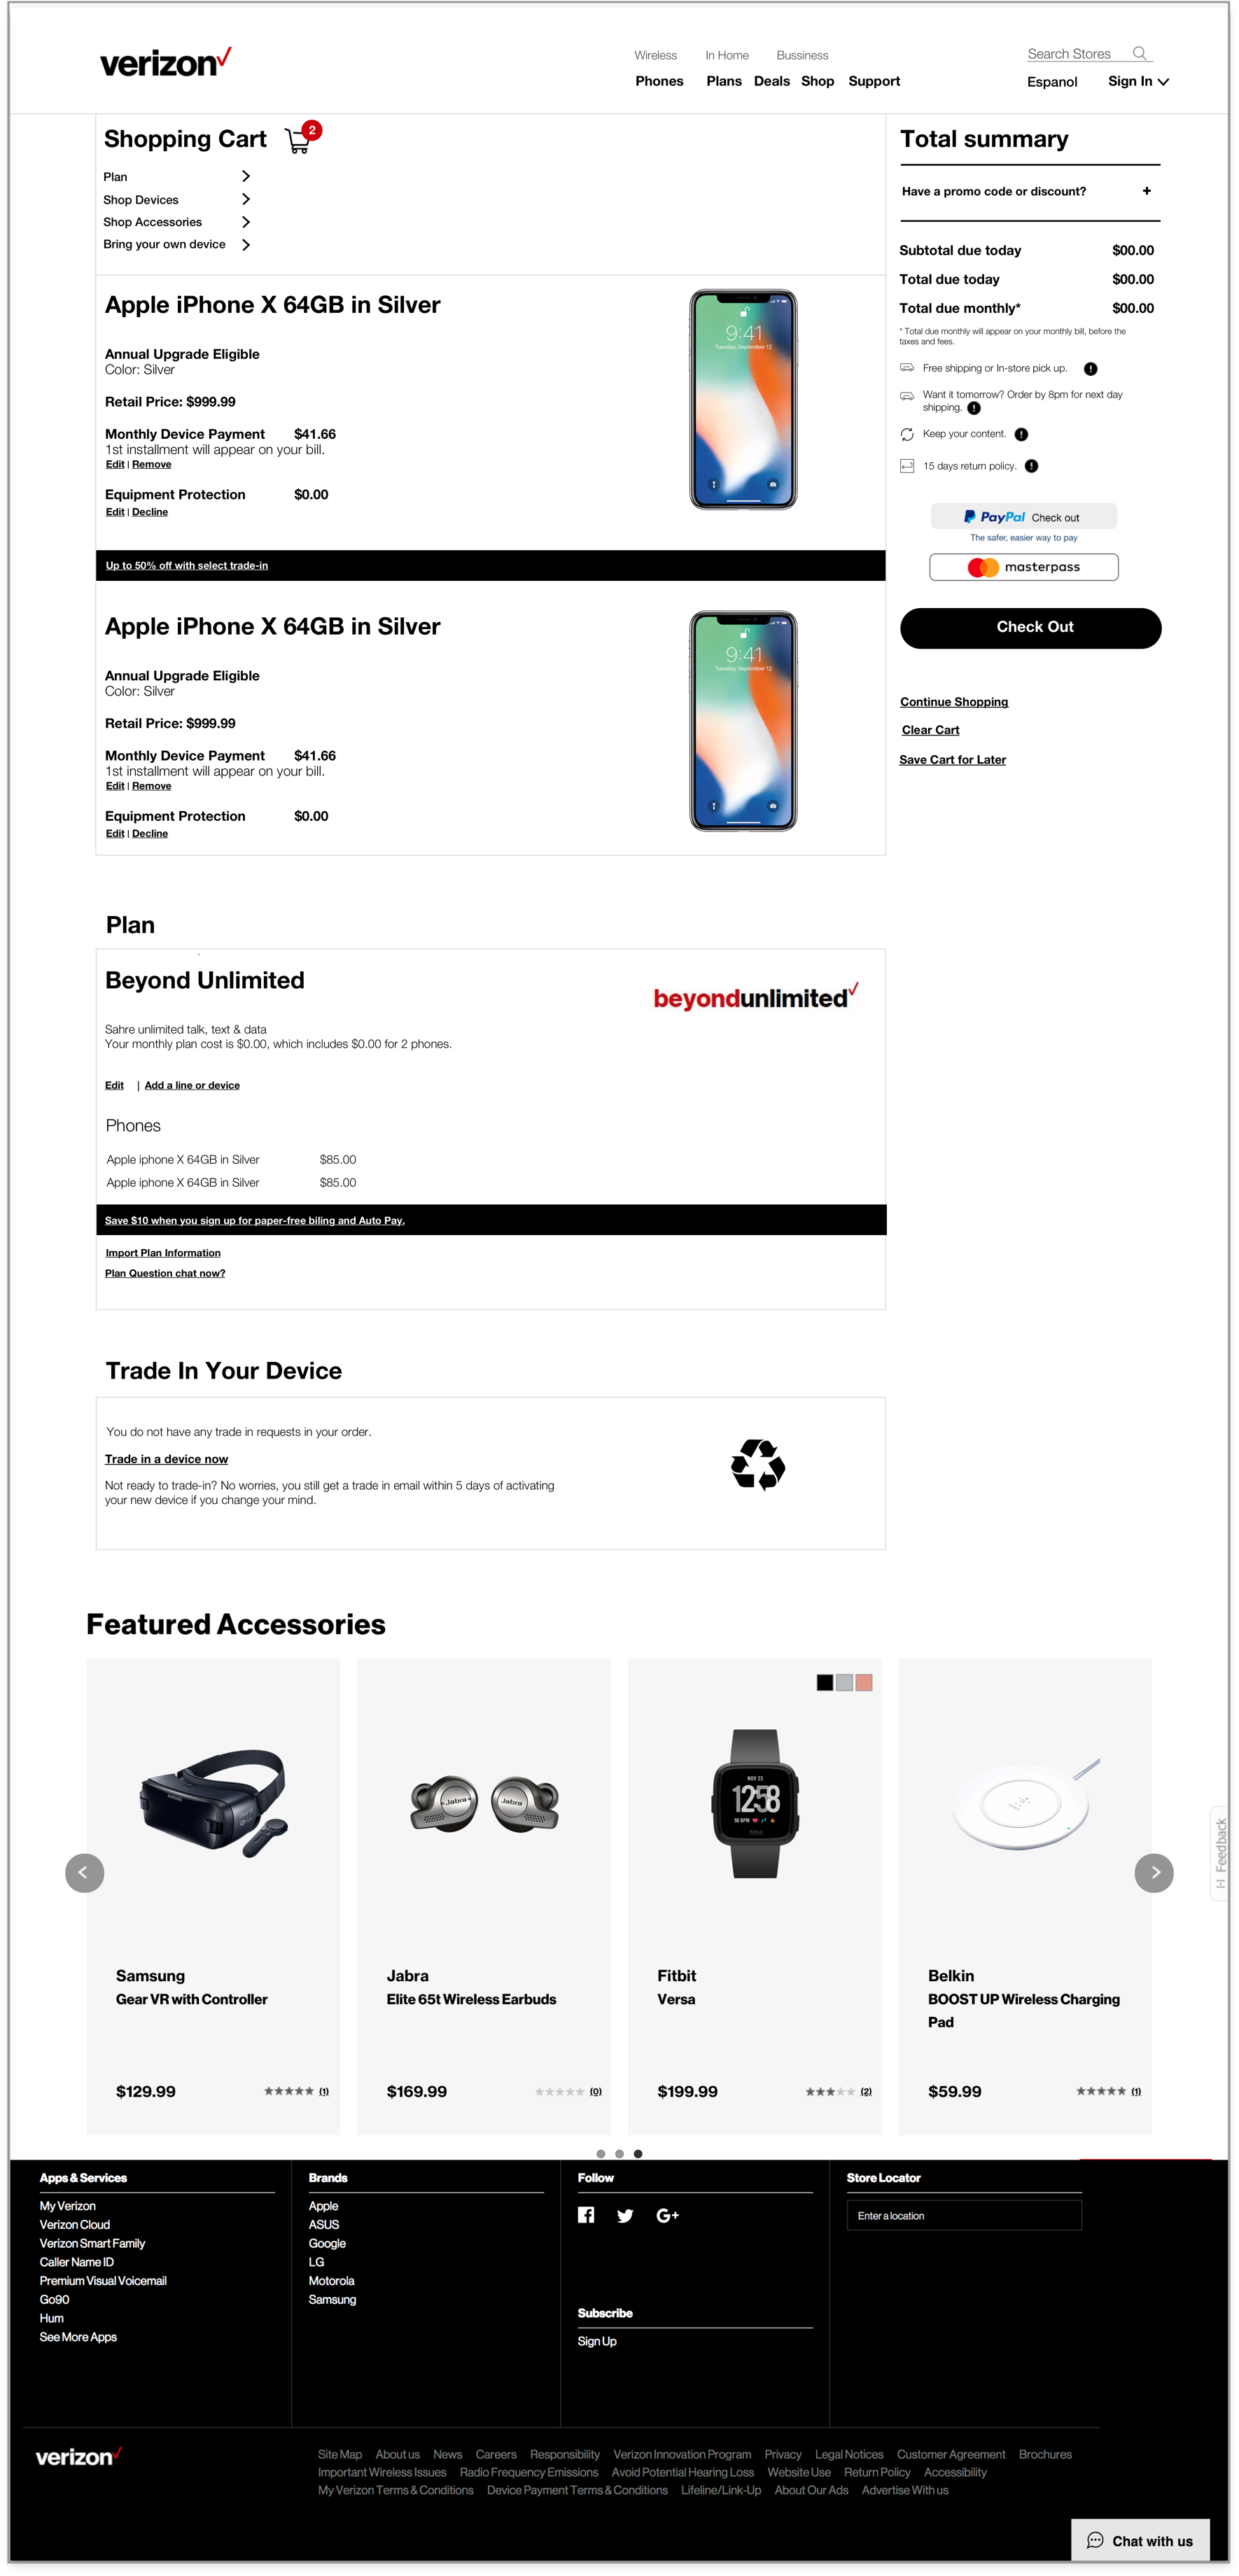 verizon
Wireless In Home Bussiness
Phones Plans Deals Shop Support
Search Stores
Espanol Sign In
Shopping Cart 2
Plan
Shop Devices
Shop Accessories
Bring your own device
Apple iPhone X 64GB in Silver
Annual Upgrade Eligible
Color: Silver
Retail Price: $999.99
Monthly Device Payment $41.66
1st installment will appear on your bill.
Edit | Remove
Equipment Protection $0.00
Edit | Decline
9:41
Tuesday, September 12
Up to 50% off with select trade-in
Apple iPhone X 64GB in Silver
Annual Upgrade Eligible
Color: Silver
Retail Price: $999.99
Monthly Device Payment $41.66
1st installment will appear on your bill.
Edit | Remove
Equipment Protection $0.00
Edit | Decline
9:41
Tuesday, September 12
Total summary
Have a promo code or discount? +
Subtotal due today $00.00
Total due today $00.00
Total due monthly* $00.00
* Total due monthly will appear on your monthly bill, before the
taxes and fees.
Free shipping or In-store pick up.
Want it tomorrow? Order by 8pm for next day
shipping.
Keep your content.
15 days return policy.
PayPal Check out
The safer, easier way to pay
masterpass
Check Out
Continue Shopping
Clear Cart
Save Cart for Later
Plan
Beyond Unlimited
beyondunlimited
Sahre unlimited talk, text & data
Your monthly plan cost is $0.00, which includes $0.00 for 2 phones.
Edit | Add a line or device
Phones
Apple iphone X 64GB in Silver $85.00
Apple iphone X 64GB in Silver $85.00
Save $10 when you sign up for paper-free biling and Auto Pay.
Import Plan Information
Plan Question chat now?
Trade In Your Device
You do not have any trade in requests in your order.
Trade in a device now
Not ready to trade-in? No worries, you still get a trade in email within 5 days of activating
your new device if you change your mind.
Featured Accessories
SAMSUNG
Jabra Jabra
NOV 23
12:58
fitbit
Samsung
Gear VR with Controller
$129.99 (1)
Jabra
Elite 65t Wireless Earbuds
$169.99 (0)
Fitbit
Versa
$199.99 (2)
Belkin
BOOST UP Wireless Charging
Pad
$59.99 (1)
[-] Feedback
Apps & Services
My Verizon
Verizon Cloud
Verizon Smart Family
Caller Name ID
Premium Visual Voicemail
Go90
Hum
See More Apps
Brands
Apple
ASUS
Google
LG
Motorola
Samsung
Follow
G+
Subscribe
Sign Up
Store Locator
Enter a location
verizon
Site Map About us News Careers Responsibility Verizon Innovation Program Privacy Legal Notices Customer Agreement Brochures
Important Wireless Issues Radio Frequency Emissions Avoid Potential Hearing Loss Website Use Return Policy Accessibility
My Verizon Terms & Conditions Device Payment Terms & Conditions Lifeline/Link-Up About Our Ads Advertise With us
Chat with us